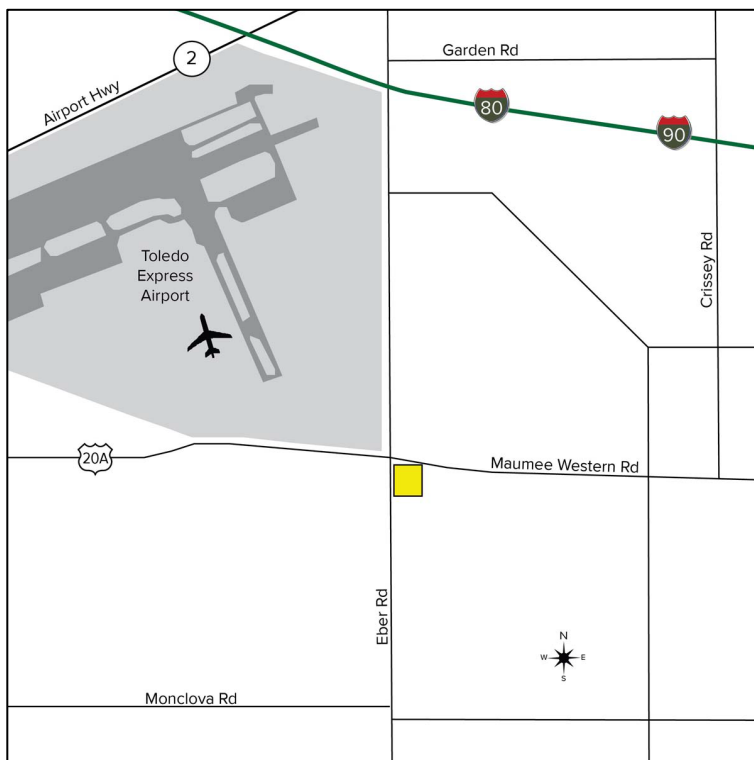 Garden Rd
2
Airport Hwy
80
90
Toledo
Express
Airport
Crissey Rd
20A
Maumee Western Rd
Eber Rd
N
W
E
S
Monclova Rd